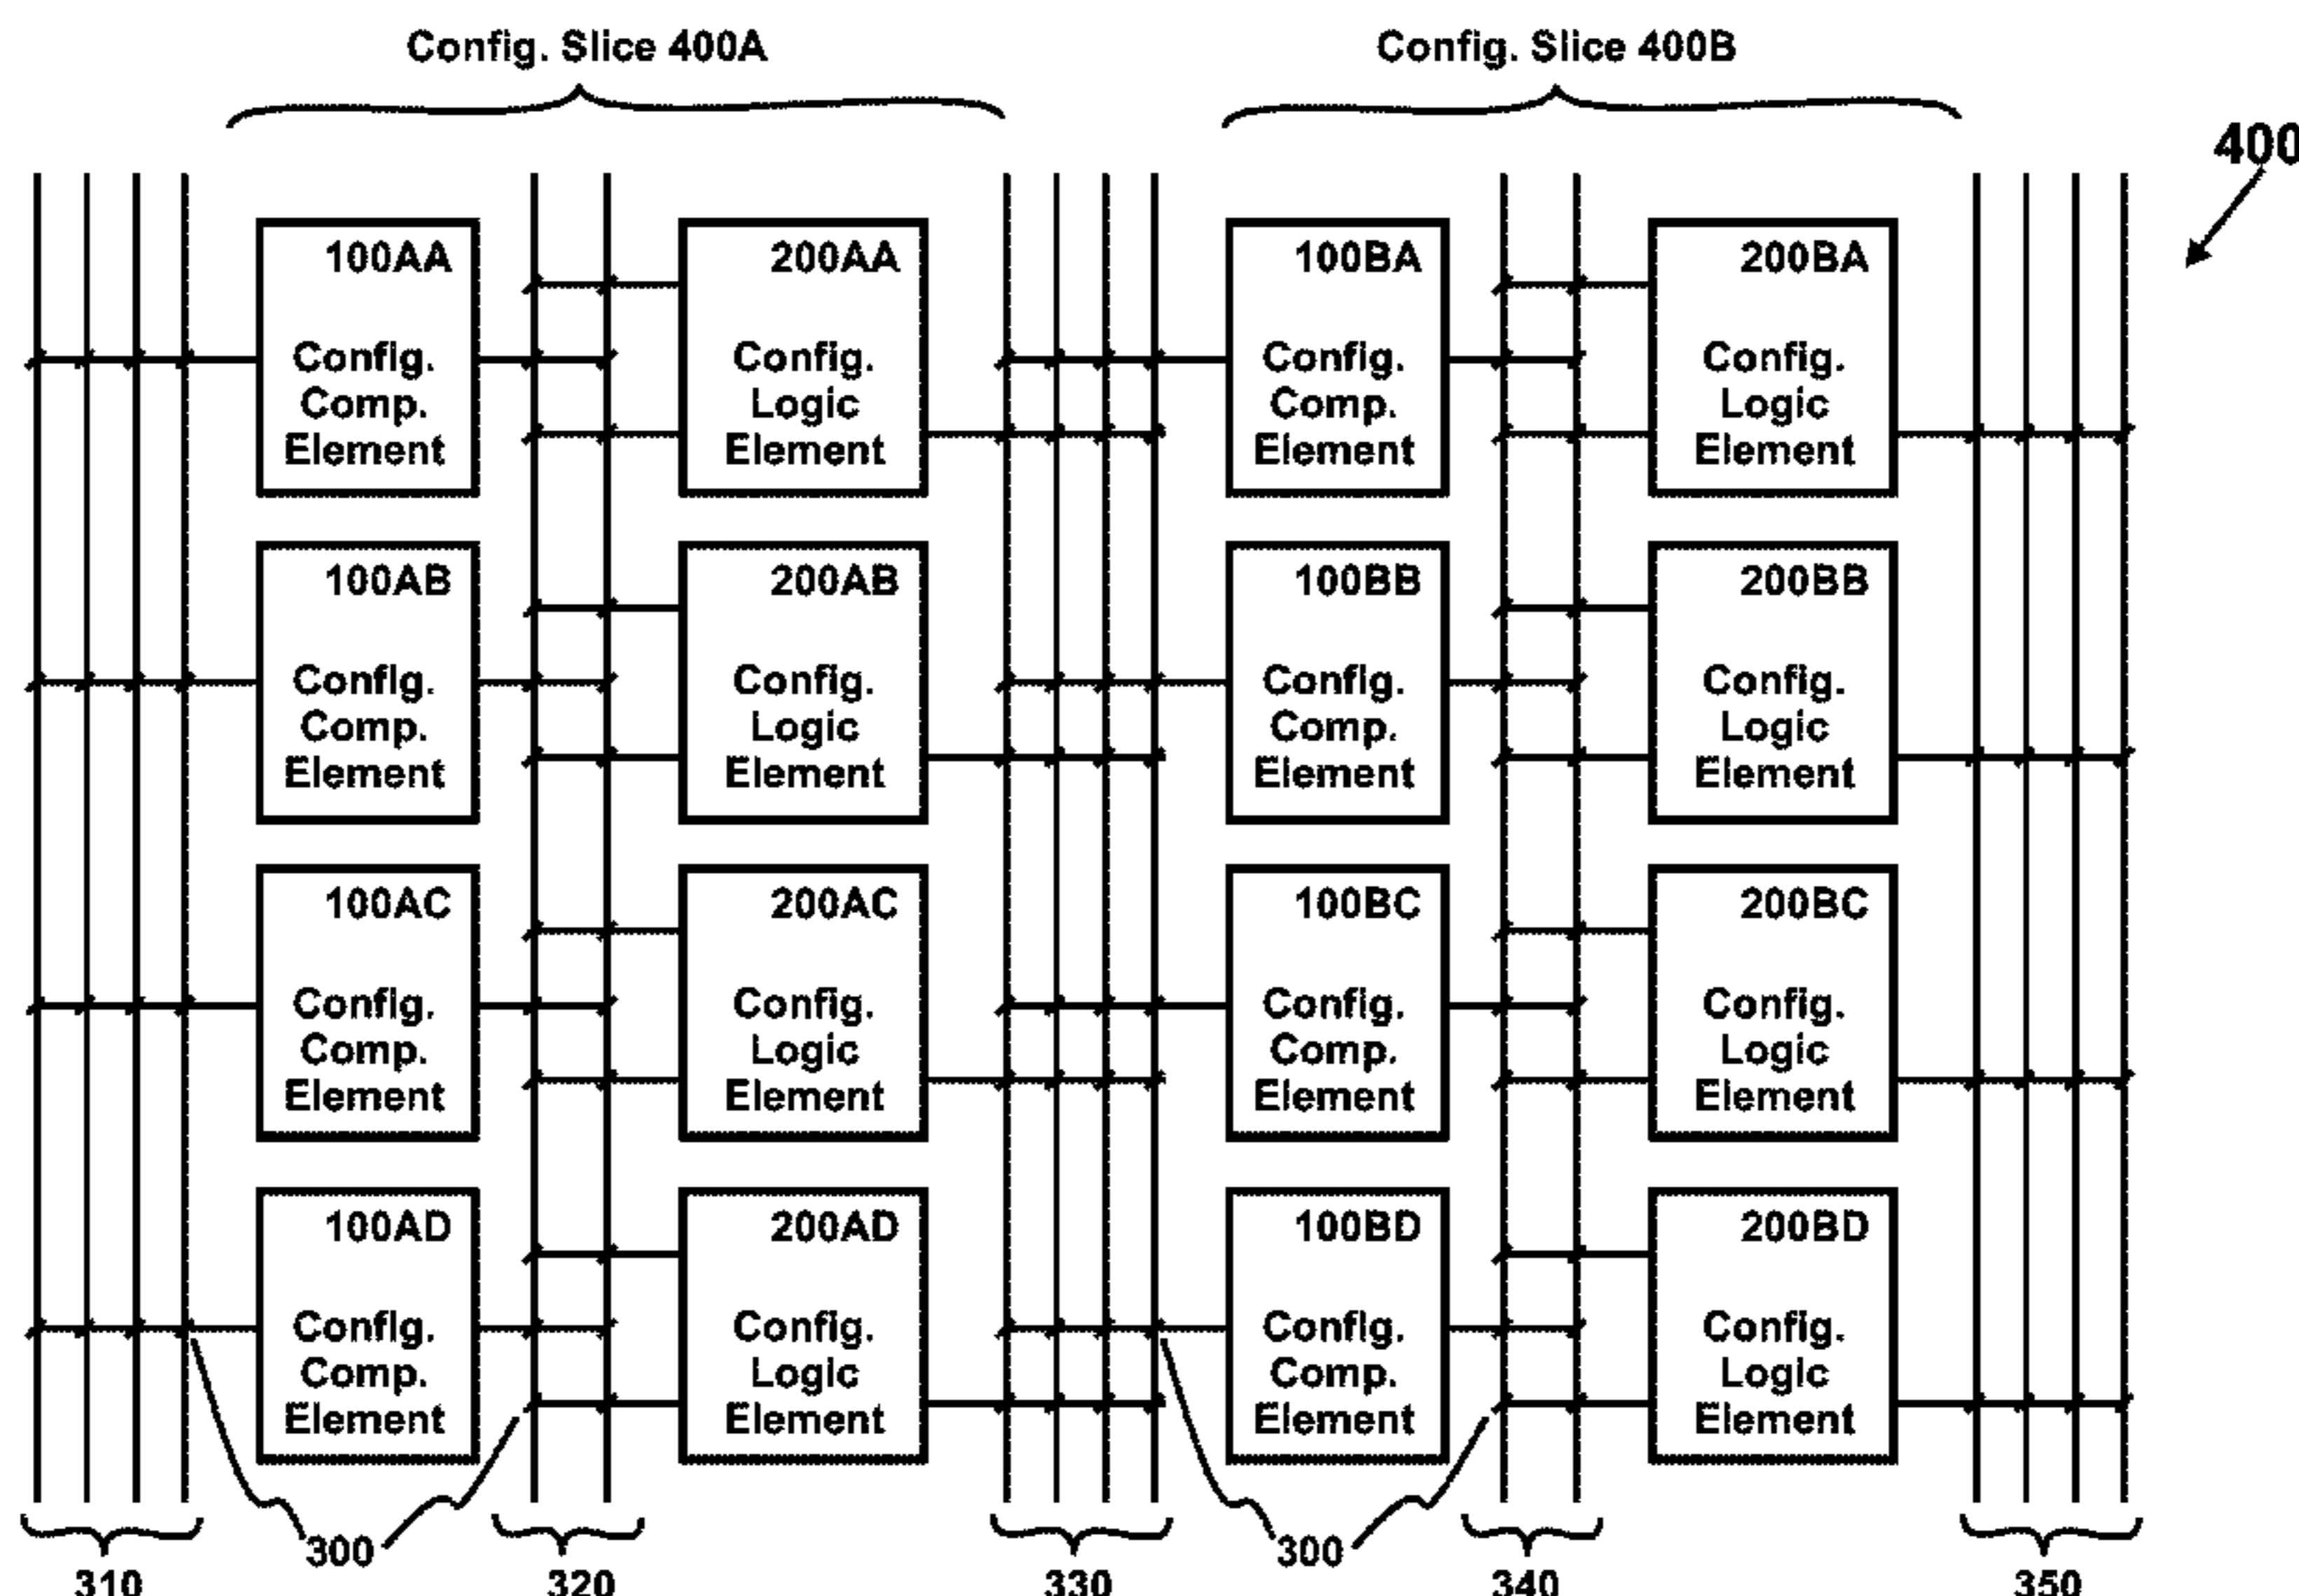 Config. Slice 400A
Config. Slice 400B
400
100AA
Config.
Comp.
Element
200AA
Config.
Logic
Element
100BA
Config.
Comp.
Element
200BA
Config.
Logic
Element
100AB
Config.
Comp.
Element
200AB
Config.
Logic
Element
100BB
Config.
Comp.
Element
200BB
Config.
Logic
Element
100AC
Config.
Comp.
Element
200AC
Config.
Logic
Element
100BC
Config.
Comp.
Element
200BC
Config.
Logic
Element
100AD
Config.
Comp.
Element
200AD
Config.
Logic
Element
100BD
Config.
Comp.
Element
200BD
Config.
Logic
Element
300
300
310
320
330
340
350